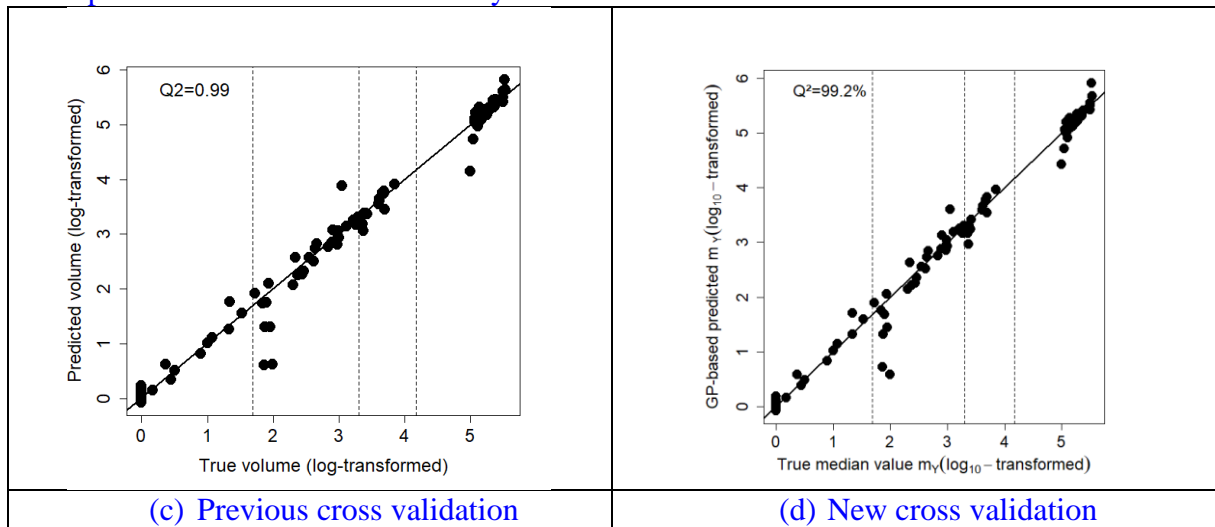 Q2=0.99
Predicted volume (log-transformed)
6
5
4
3
2
1
0
0 1 2 3 4 5
True volume (log-transformed)
Q²=99.2%
GP-based predicted m Y(log10 − transformed)
6
5
4
3
2
1
0
0 1 2 3 4 5
True median value mY(log10 − transformed)
(c) Previous cross validation
(d) New cross validation